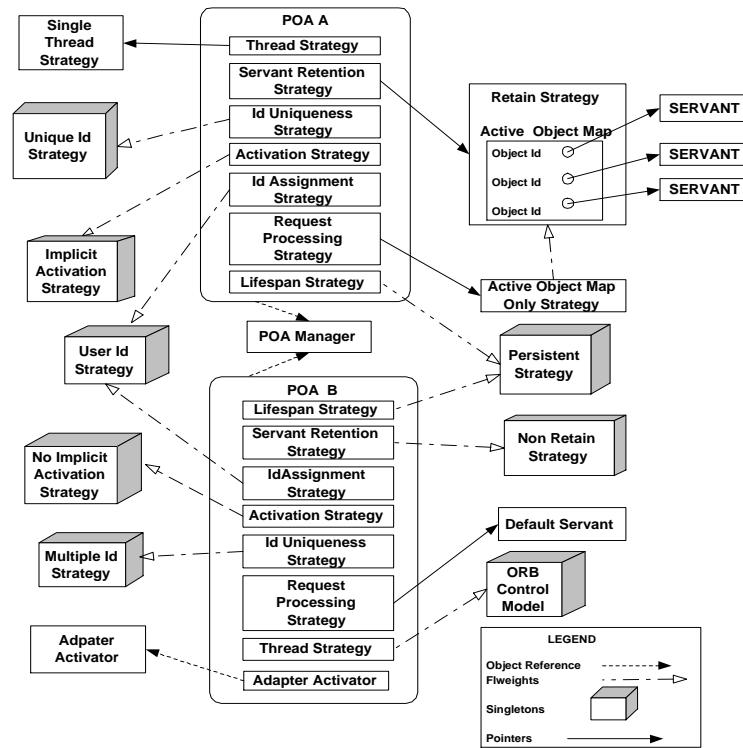 POA A
Single
Thread
Strategy
Thread Strategy
Servant Retention
Strategy
Id Uniqueness
Strategy
Activation Strategy
Id Assignment
Strategy
Request
Processing
Strategy
Lifespan Strategy
Unique Id
Strategy
Implicit
Activation
Strategy
User Id
Strategy
POA Manager
Retain Strategy
Active Object Map
Object Id
Object Id
Object Id
SERVANT
SERVANT
SERVANT
Active Object Map
Only Strategy
Persistent
Strategy
POA B
Lifespan Strategy
Servant Retention
Strategy
IdAssignment
Strategy
Activation Strategy
Id Uniqueness
Strategy
Request
Processing
Strategy
Thread Strategy
Adapter Activator
No Implicit
Activation
Strategy
Multiple Id
Strategy
Adpater
Activator
Non Retain
Strategy
Default Servant
ORB
Control
Model
LEGEND
Object Reference
Flweights
Singletons
Pointers